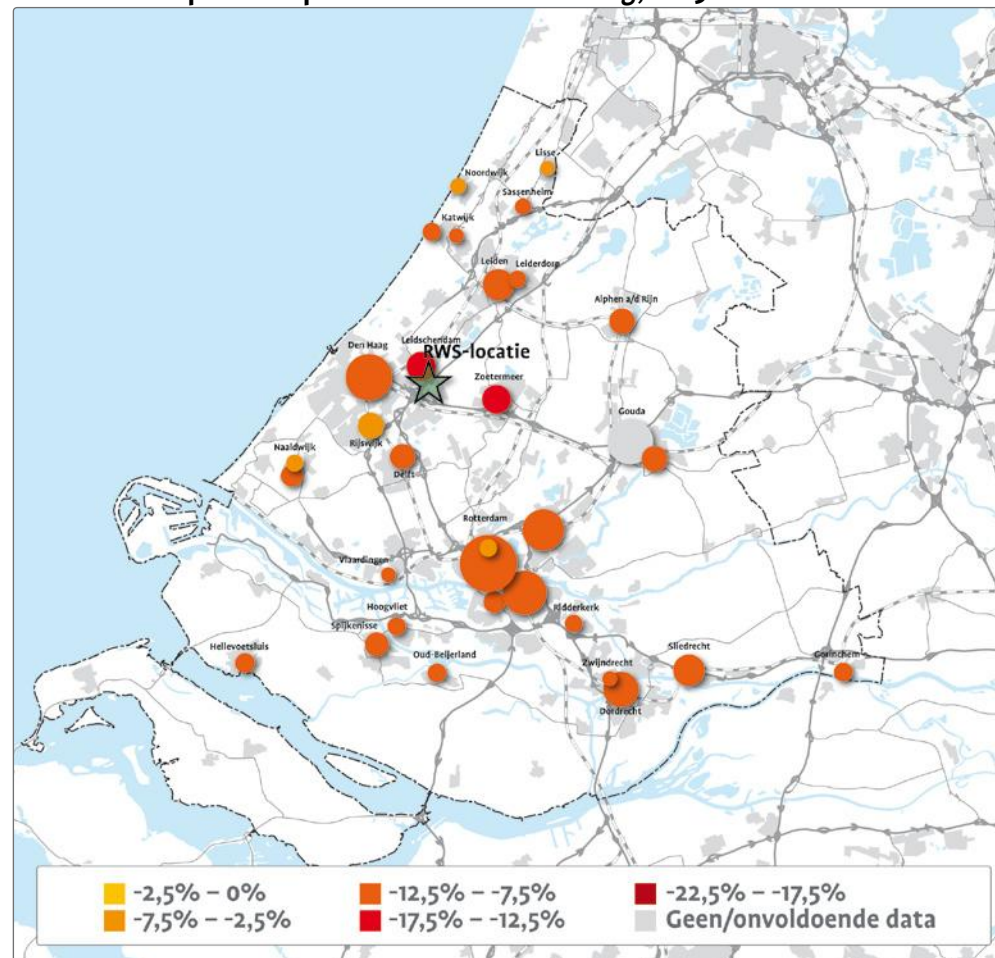 Lisse
Noordwijk
Sassenheim
Katwijk
Leiden
Leiderdorp
Alphen a/d Rijn
Leidschendam
Den Haag
RWS-locatie
Zoetermeer
Gouda
Rijswijk
Naaldwijk
Delft
Rotterdam
Vlaardingen
Hoogvliet
Ridderkerk
Spijkenisse
Hellevoetsluis
Oud-Beijerland
Sliedrecht
Gorinchem
Zwijndrecht
Dordrecht
-2,5% – 0%
-12,5% – -7,5%
-22,5% – -17,5%
-7,5% – -2,5%
-17,5% – -12,5%
Geen/onvoldoende data